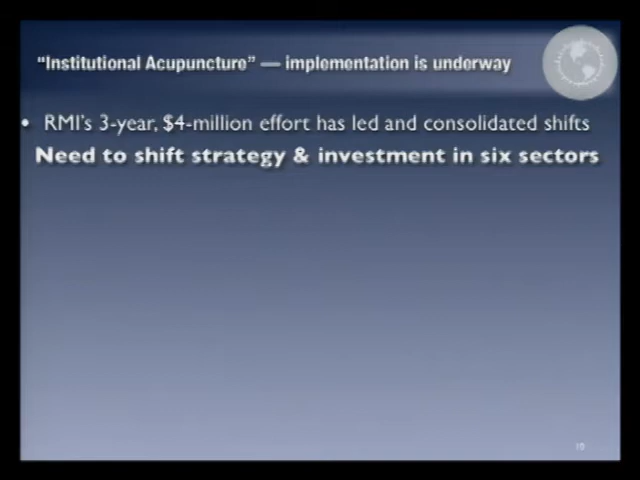 "Institutional Acupuncture" — implementation is underway
• RMI's 3-year, $4-million effort has led and consolidated shifts
Need to shift strategy & investment in six sectors